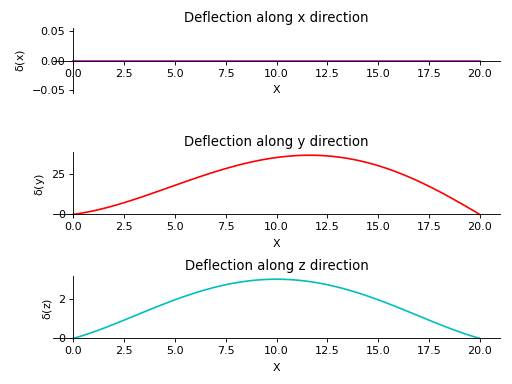 Deflection along x direction
0.05
0.00
−0.05
δ(x)
0.0 2.5 5.0 7.5 10.0 12.5 15.0 17.5 20.0
X
Deflection along y direction
25
0
δ(y)
0.0 2.5 5.0 7.5 10.0 12.5 15.0 17.5 20.0
X
Deflection along z direction
2
0
δ(z)
0.0 2.5 5.0 7.5 10.0 12.5 15.0 17.5 20.0
X